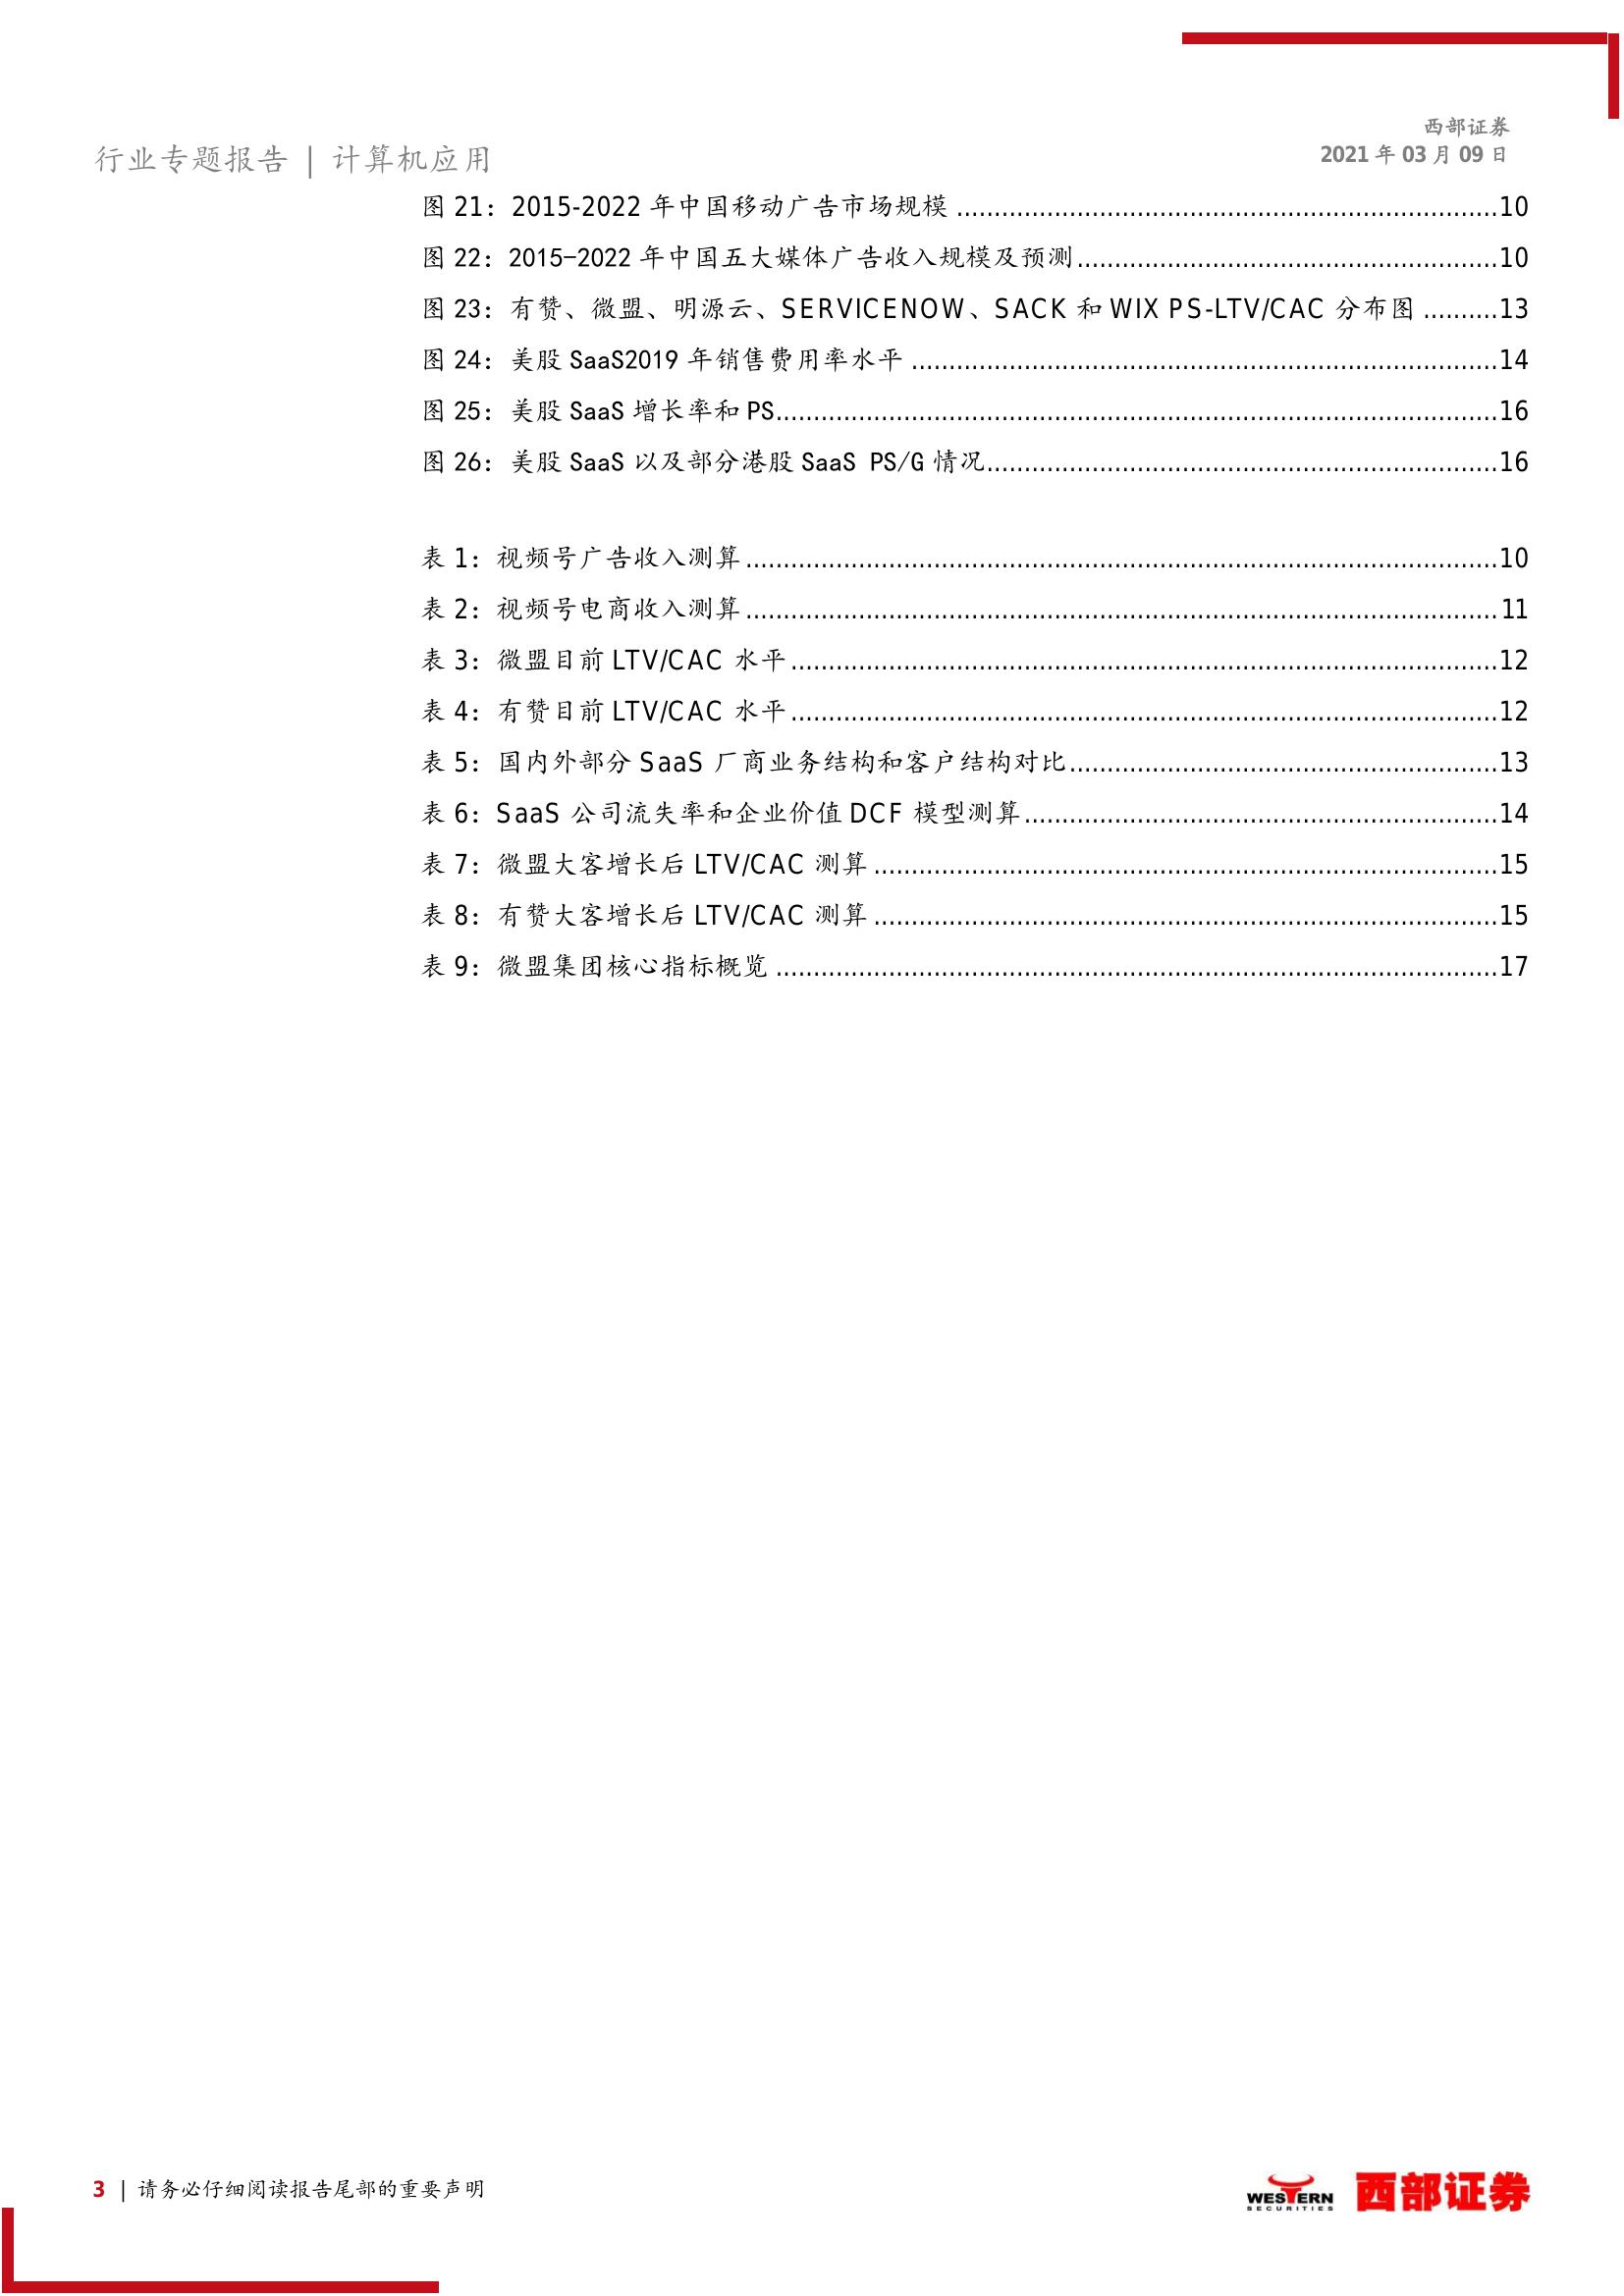 西部证券
行业专题报告 | 计算机应用
2021 年 03 月 09 日
图 21：2015-2022 年中国移动广告市场规模 ........................................................................10
图 22：2015-2022 年中国五大媒体广告收入规模及预测........................................................10
图 23：有赞、微盟、明源云、SERVICENOW、SACK 和 WIX PS-LTV/CAC 分布图 ..........13
图 24：美股 SaaS2019 年销售费用率水平 ..............................................................................14
图 25：美股 SaaS 增长率和 PS................................................................................................16
图 26：美股 SaaS 以及部分港股 SaaS PS/G 情况....................................................................16
表 1：视频号广告收入测算....................................................................................................10
表 2：视频号电商收入测算....................................................................................................11
表 3：微盟目前 LTV/CAC 水平..............................................................................................12
表 4：有赞目前 LTV/CAC 水平..............................................................................................12
表 5：国内外部分 SaaS 厂商业务结构和客户结构对比.........................................................13
表 6：SaaS 公司流失率和企业价值 DCF 模型测算...............................................................14
表 7：微盟大客增长后 LTV/CAC 测算 ...................................................................................15
表 8：有赞大客增长后 LTV/CAC 测算 ...................................................................................15
表 9：微盟集团核心指标概览 ................................................................................................17
3 | 请务必仔细阅读报告尾部的重要声明
WESTERN
SECURITIES
西部证券